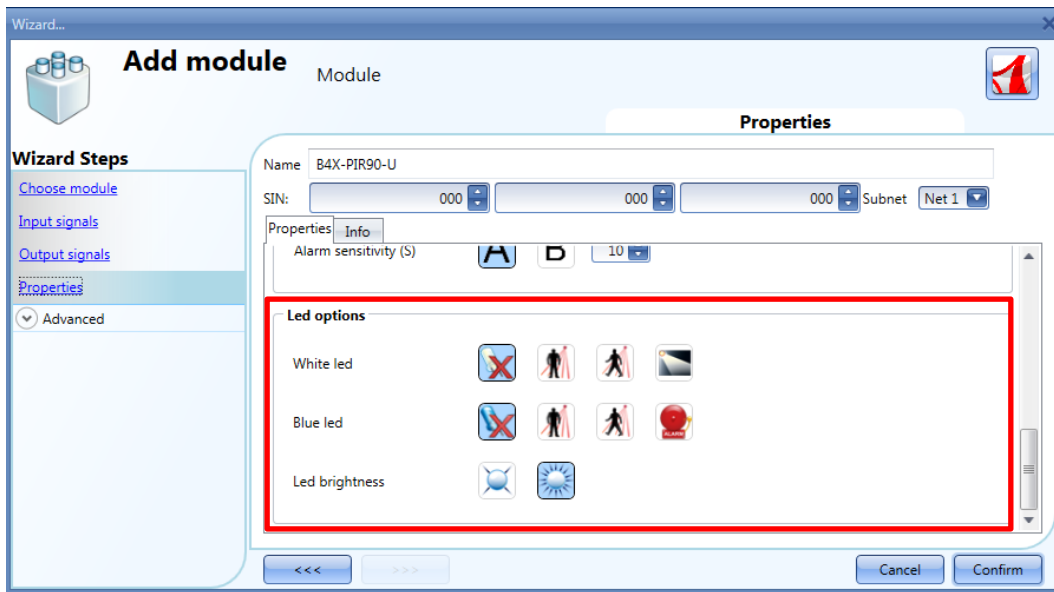 Wizard...
Add module
Module
Properties
Wizard Steps
Choose module
Input signals
Output signals
Properties
Advanced
Name B4X-PIR90-U
SIN: 000 000 000 Subnet Net 1
Properties Info
Alarm sensitivity (S) A B 10
Led options
White led
Blue led
ALARM
Led brightness
<<< >>> Cancel Confirm